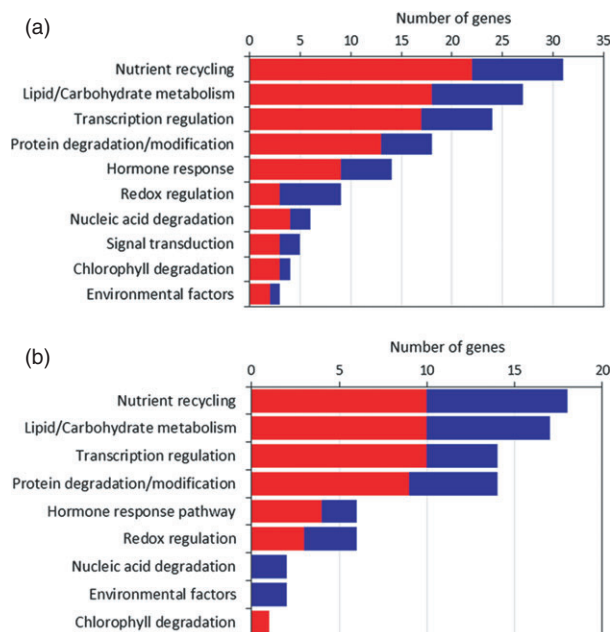 (a)
Number of genes
0 5 10 15 20 25 30 35
Nutrient recycling
Lipid/Carbohydrate metabolism
Transcription regulation
Protein degradation/modification
Hormone response
Redox regulation
Nucleic acid degradation
Signal transduction
Chlorophyll degradation
Environmental factors
(b)
Number of genes
0 5 10 15 20
Nutrient recycling
Lipid/Carbohydrate metabolism
Transcription regulation
Protein degradation/modification
Hormone response pathway
Redox regulation
Nucleic acid degradation
Environmental factors
Chlorophyll degradation